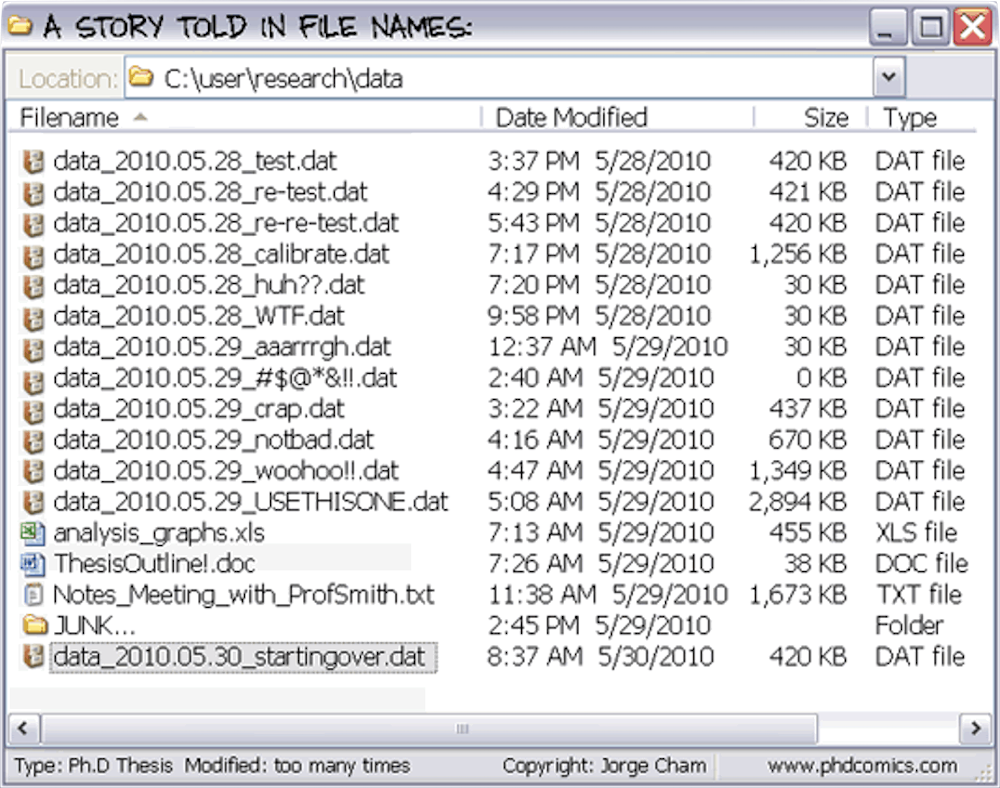 A STORY TOLD IN FILE NAMES:
Location: C:\user\research\data
Filename Date Modified Size Type
data_2010.05.28_test.dat 3:37 PM 5/28/2010 420 KB DAT file
data_2010.05.28_re-test.dat 4:29 PM 5/28/2010 421 KB DAT file
data_2010.05.28_re-re-test.dat 5:43 PM 5/28/2010 420 KB DAT file
data_2010.05.28_calibrate.dat 7:17 PM 5/28/2010 1,256 KB DAT file
data_2010.05.28_huh??.dat 7:20 PM 5/28/2010 30 KB DAT file
data_2010.05.28_WTF.dat 9:58 PM 5/28/2010 30 KB DAT file
data_2010.05.29_aaarrrgh.dat 12:37 AM 5/29/2010 30 KB DAT file
data_2010.05.29_#$@*&!!.dat 2:40 AM 5/29/2010 0 KB DAT file
data_2010.05.29_crap.dat 3:22 AM 5/29/2010 437 KB DAT file
data_2010.05.29_notbad.dat 4:16 AM 5/29/2010 670 KB DAT file
data_2010.05.29_woohoo!!.dat 4:47 AM 5/29/2010 1,349 KB DAT file
data_2010.05.29_USETHISONE.dat 5:08 AM 5/29/2010 2,894 KB DAT file
analysis_graphs.xls 7:13 AM 5/29/2010 455 KB XLS file
ThesisOutline!.doc 7:26 AM 5/29/2010 38 KB DOC file
Notes_Meeting_with_ProfSmith.txt 11:38 AM 5/29/2010 1,673 KB TXT file
JUNK... 2:45 PM 5/29/2010 Folder
data_2010.05.30_startingover.dat 8:37 AM 5/30/2010 420 KB DAT file
Type: Ph.D Thesis Modified: too many times Copyright: Jorge Cham www.phdcomics.com